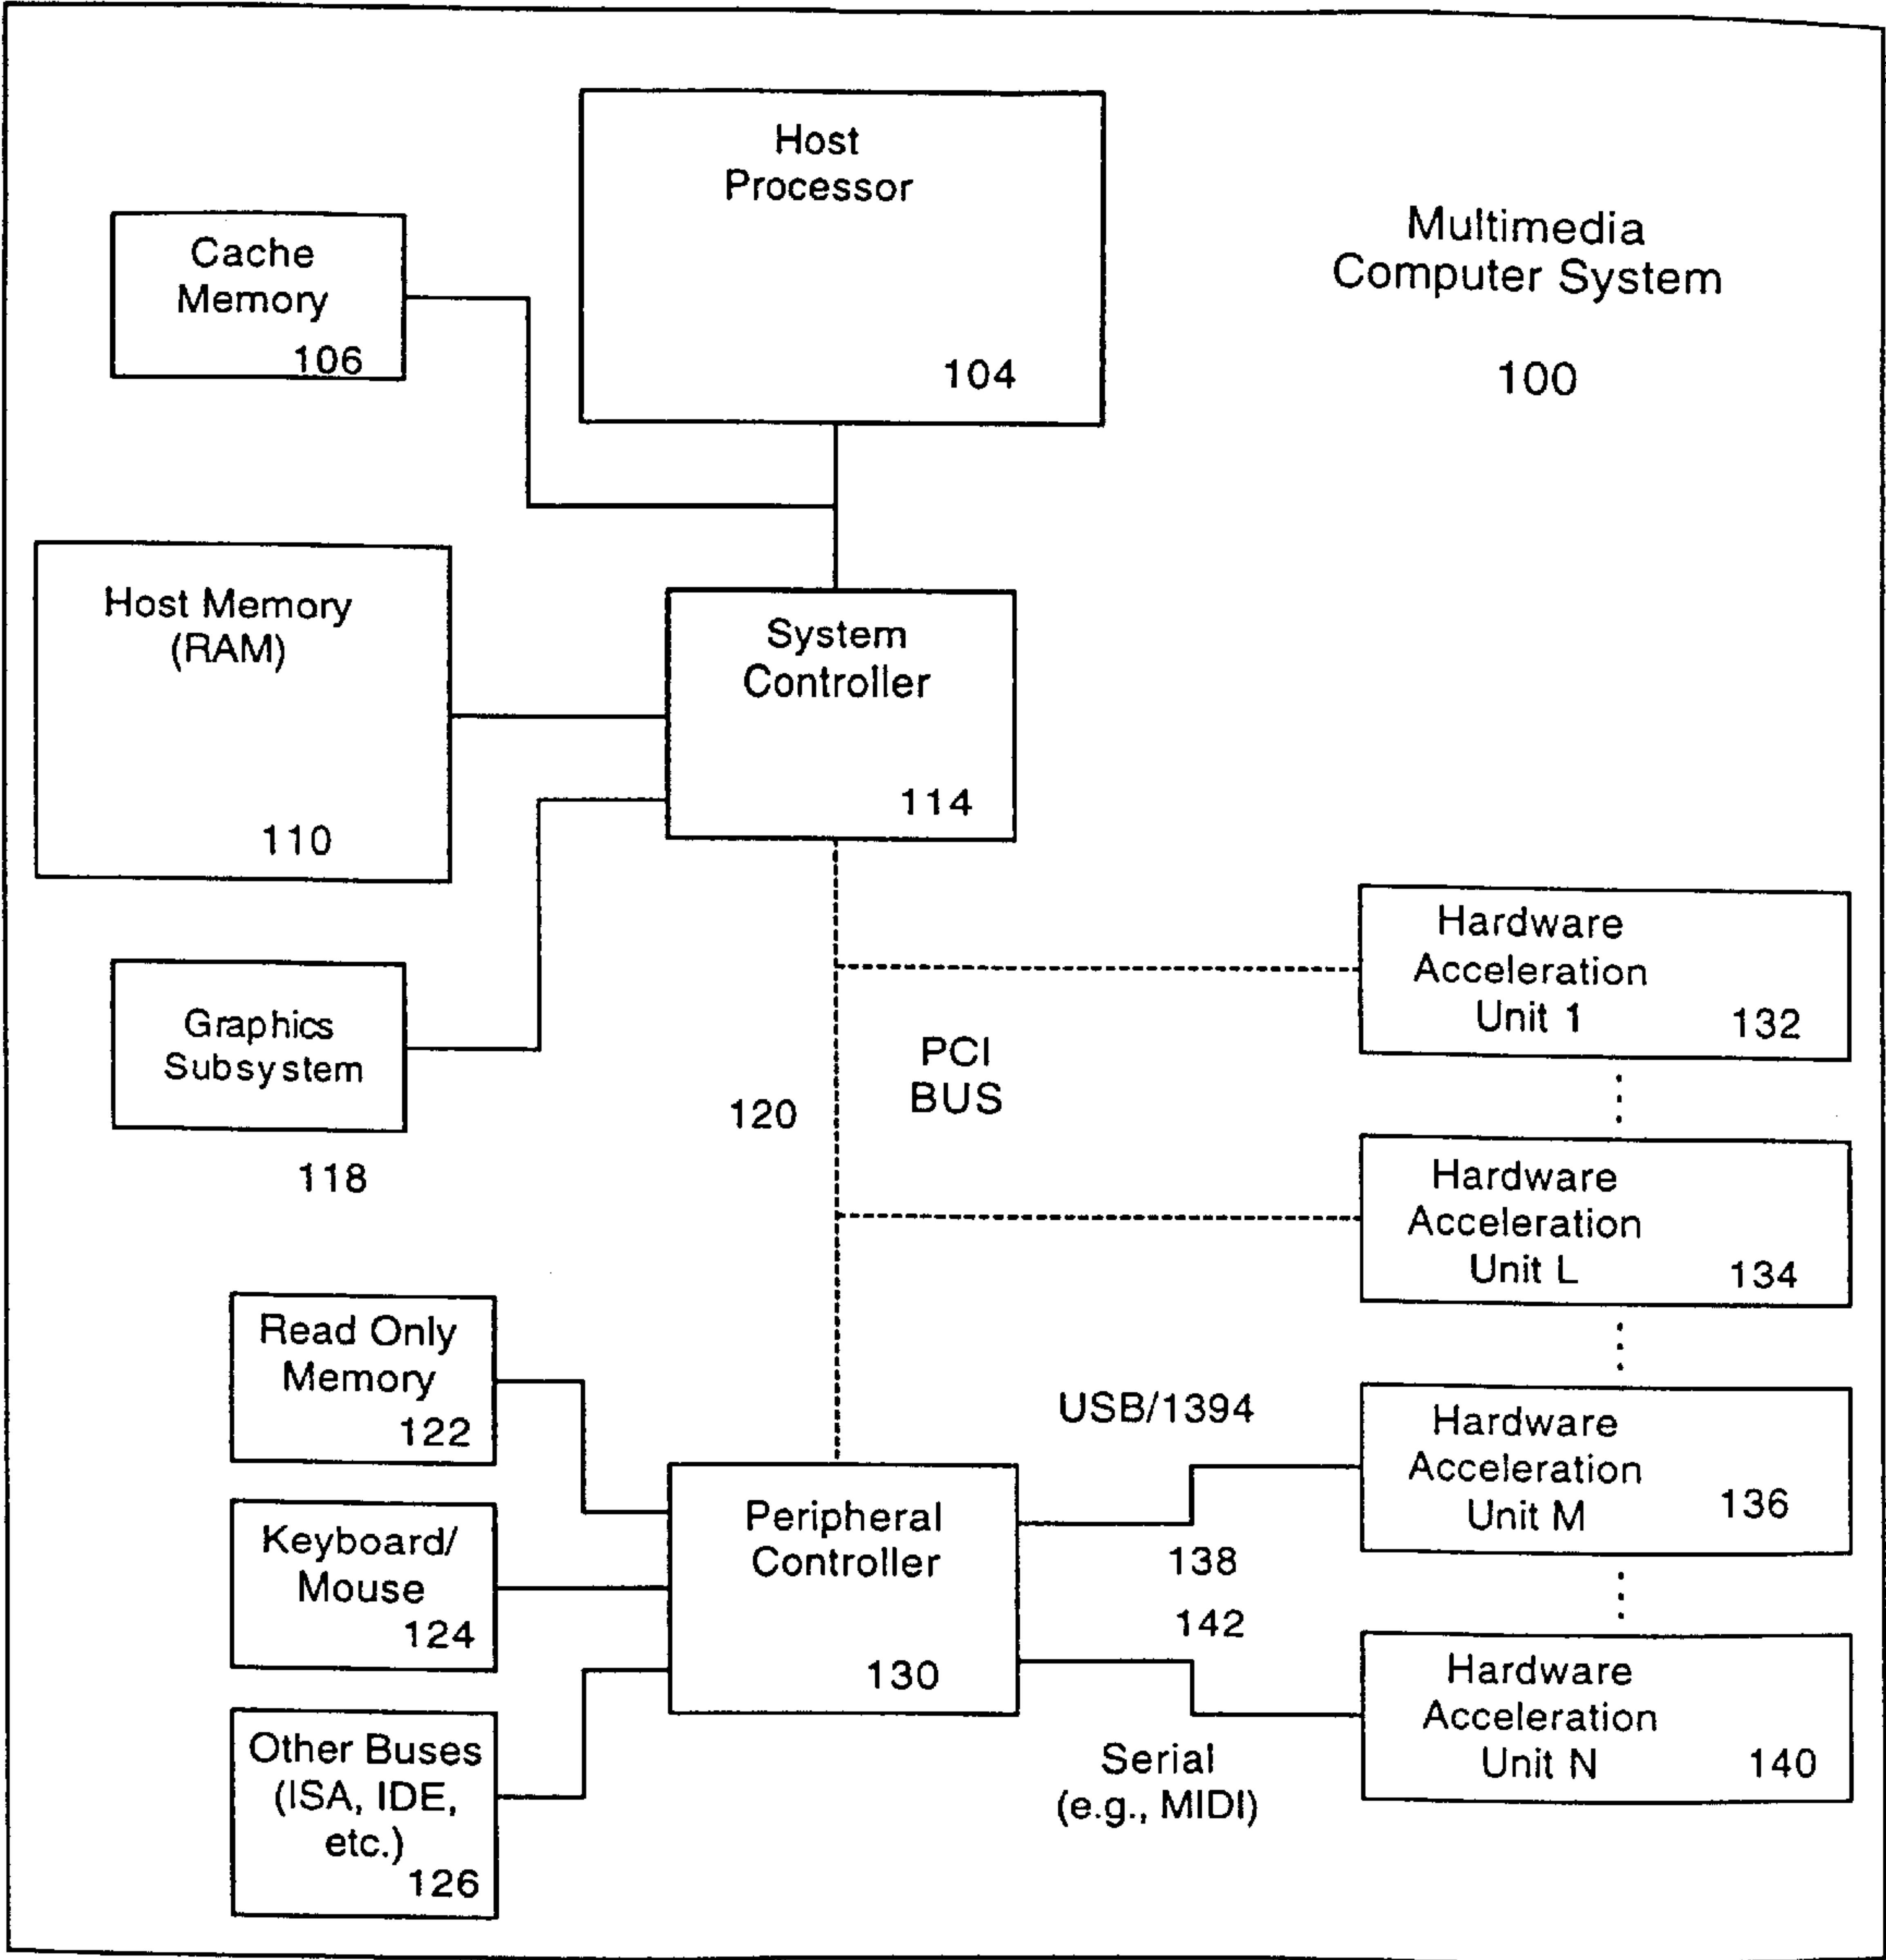 Host
Processor
104
Multimedia
Computer System
100
Cache
Memory
106
Host Memory
(RAM)
110
System
Controller
114
Graphics
Subsystem
118
120
PCI
BUS
Hardware
Acceleration
Unit 1
132
Hardware
Acceleration
Unit L
134
Read Only
Memory
122
Keyboard/
Mouse
124
Other Buses
(ISA, IDE,
etc.)
126
Peripheral
Controller
130
USB/1394
138
142
Serial
(e.g., MIDI)
Hardware
Acceleration
Unit M
136
Hardware
Acceleration
Unit N
140